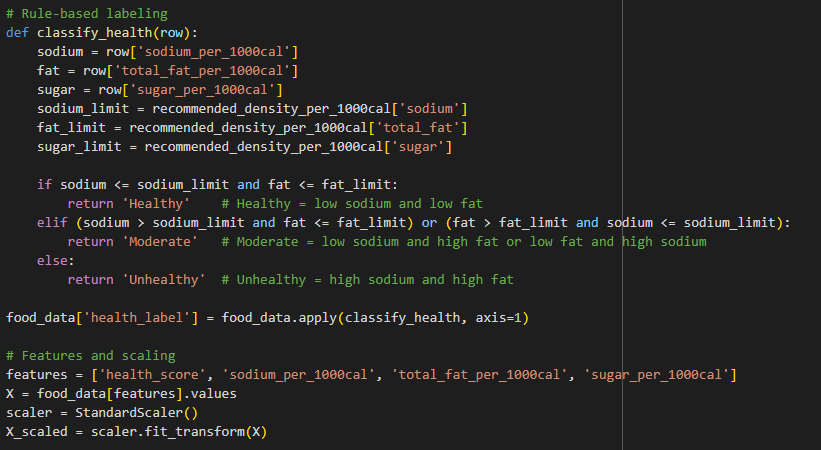 # Rule-based labeling
def classify_health(row):
    sodium = row['sodium_per_1000cal']
    fat = row['total_fat_per_1000cal']
    sugar = row['sugar_per_1000cal']
    sodium_limit = recommended_density_per_1000cal['sodium']
    fat_limit = recommended_density_per_1000cal['total_fat']
    sugar_limit = recommended_density_per_1000cal['sugar']

    if sodium <= sodium_limit and fat <= fat_limit:
        return 'Healthy'    # Healthy = low sodium and low fat
    elif (sodium > sodium_limit and fat <= fat_limit) or (fat > fat_limit and sodium <= sodium_limit):
        return 'Moderate'   # Moderate = low sodium and high fat or low fat and high sodium
    else:
        return 'Unhealthy'  # Unhealthy = high sodium and high fat

food_data['health_label'] = food_data.apply(classify_health, axis=1)

# Features and scaling
features = ['health_score', 'sodium_per_1000cal', 'total_fat_per_1000cal', 'sugar_per_1000cal']
X = food_data[features].values
scaler = StandardScaler()
X_scaled = scaler.fit_transform(X)